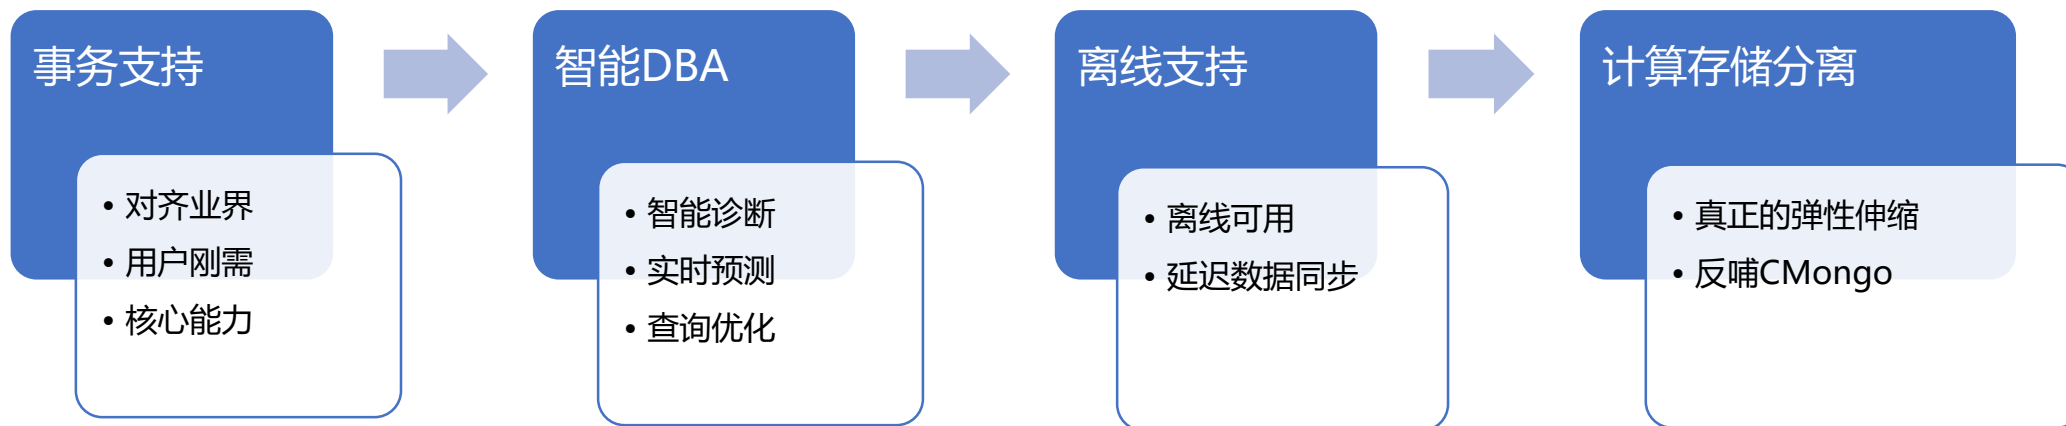 事务支持
• 对齐业界
• 用户刚需
• 核心能力
智能DBA
• 智能诊断
• 实时预测
• 查询优化
离线支持
• 离线可用
• 延迟数据同步
计算存储分离
• 真正的弹性伸缩
• 反哺CMongo